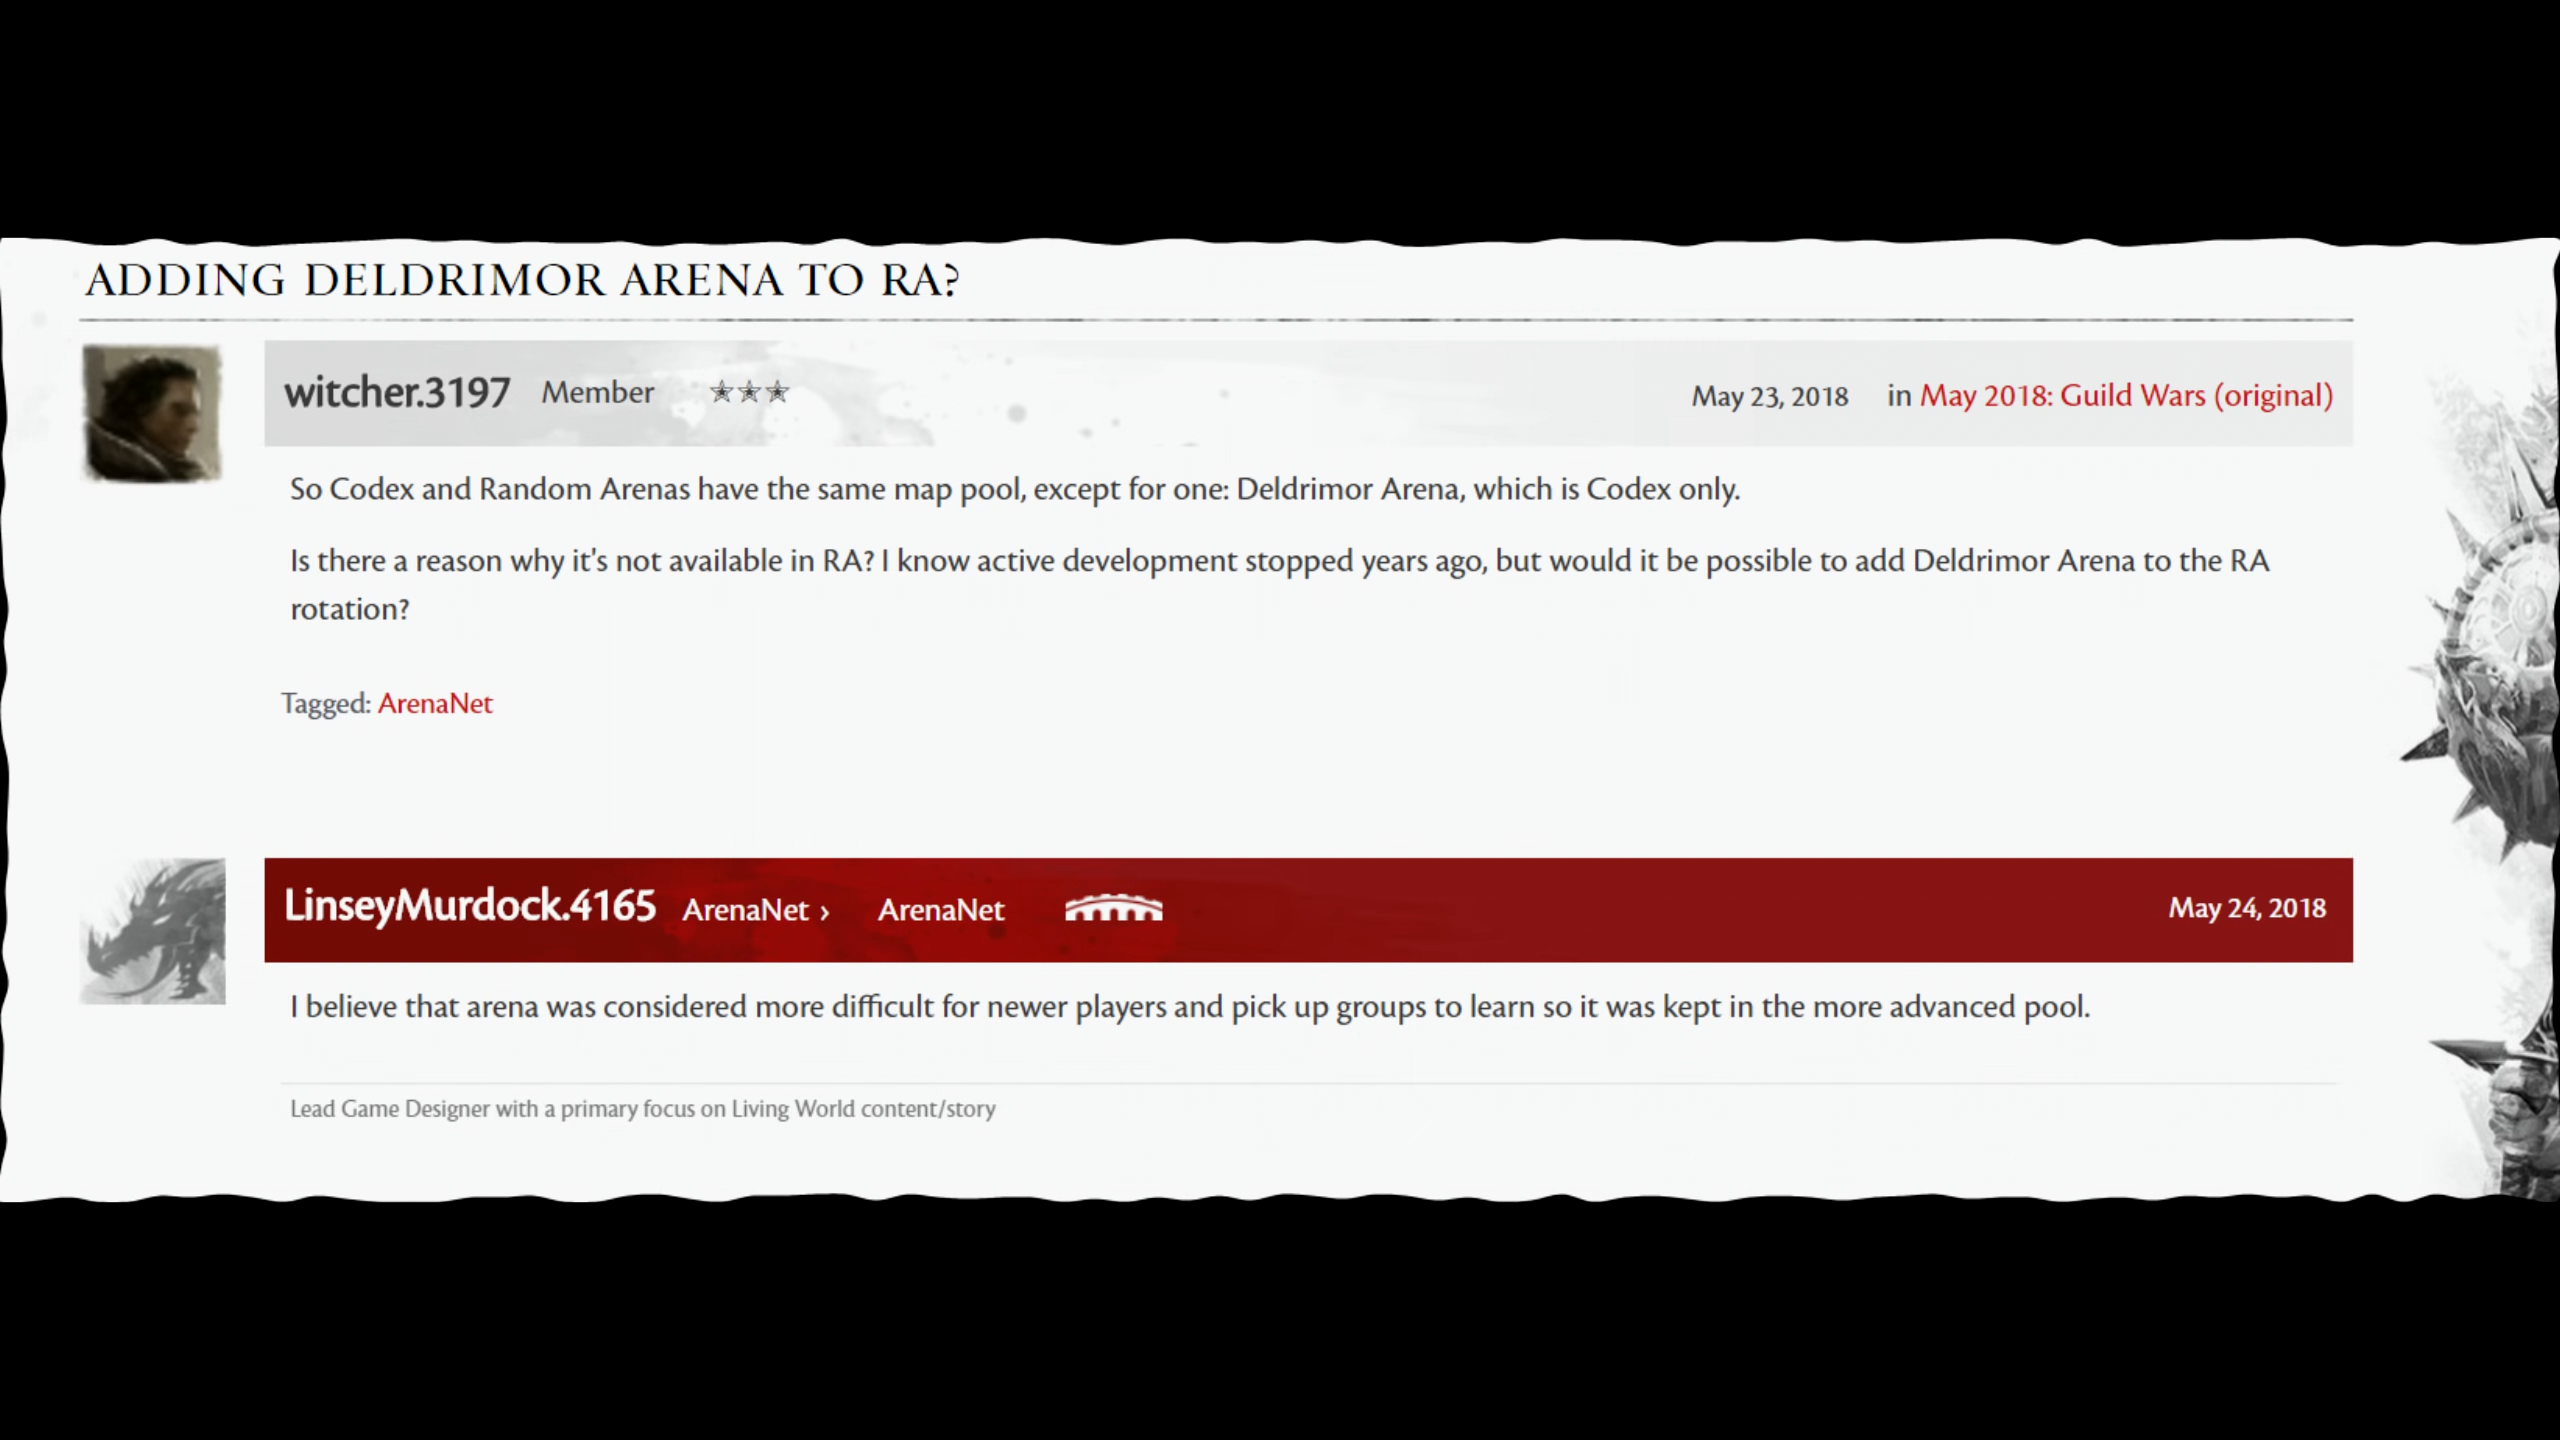 ADDING DELDRIMOR ARENA TO RA?
witcher.3197 Member ☆☆☆ May 23, 2018 in May 2018: Guild Wars (original)
So Codex and Random Arenas have the same map pool, except for one: Deldrimor Arena, which is Codex only.
Is there a reason why it's not available in RA? I know active development stopped years ago, but would it be possible to add Deldrimor Arena to the RA
rotation?
Tagged: ArenaNet
LinseyMurdock.4165 ArenaNet › ArenaNet May 24, 2018
I believe that arena was considered more difficult for newer players and pick up groups to learn so it was kept in the more advanced pool.
Lead Game Designer with a primary focus on Living World content/story